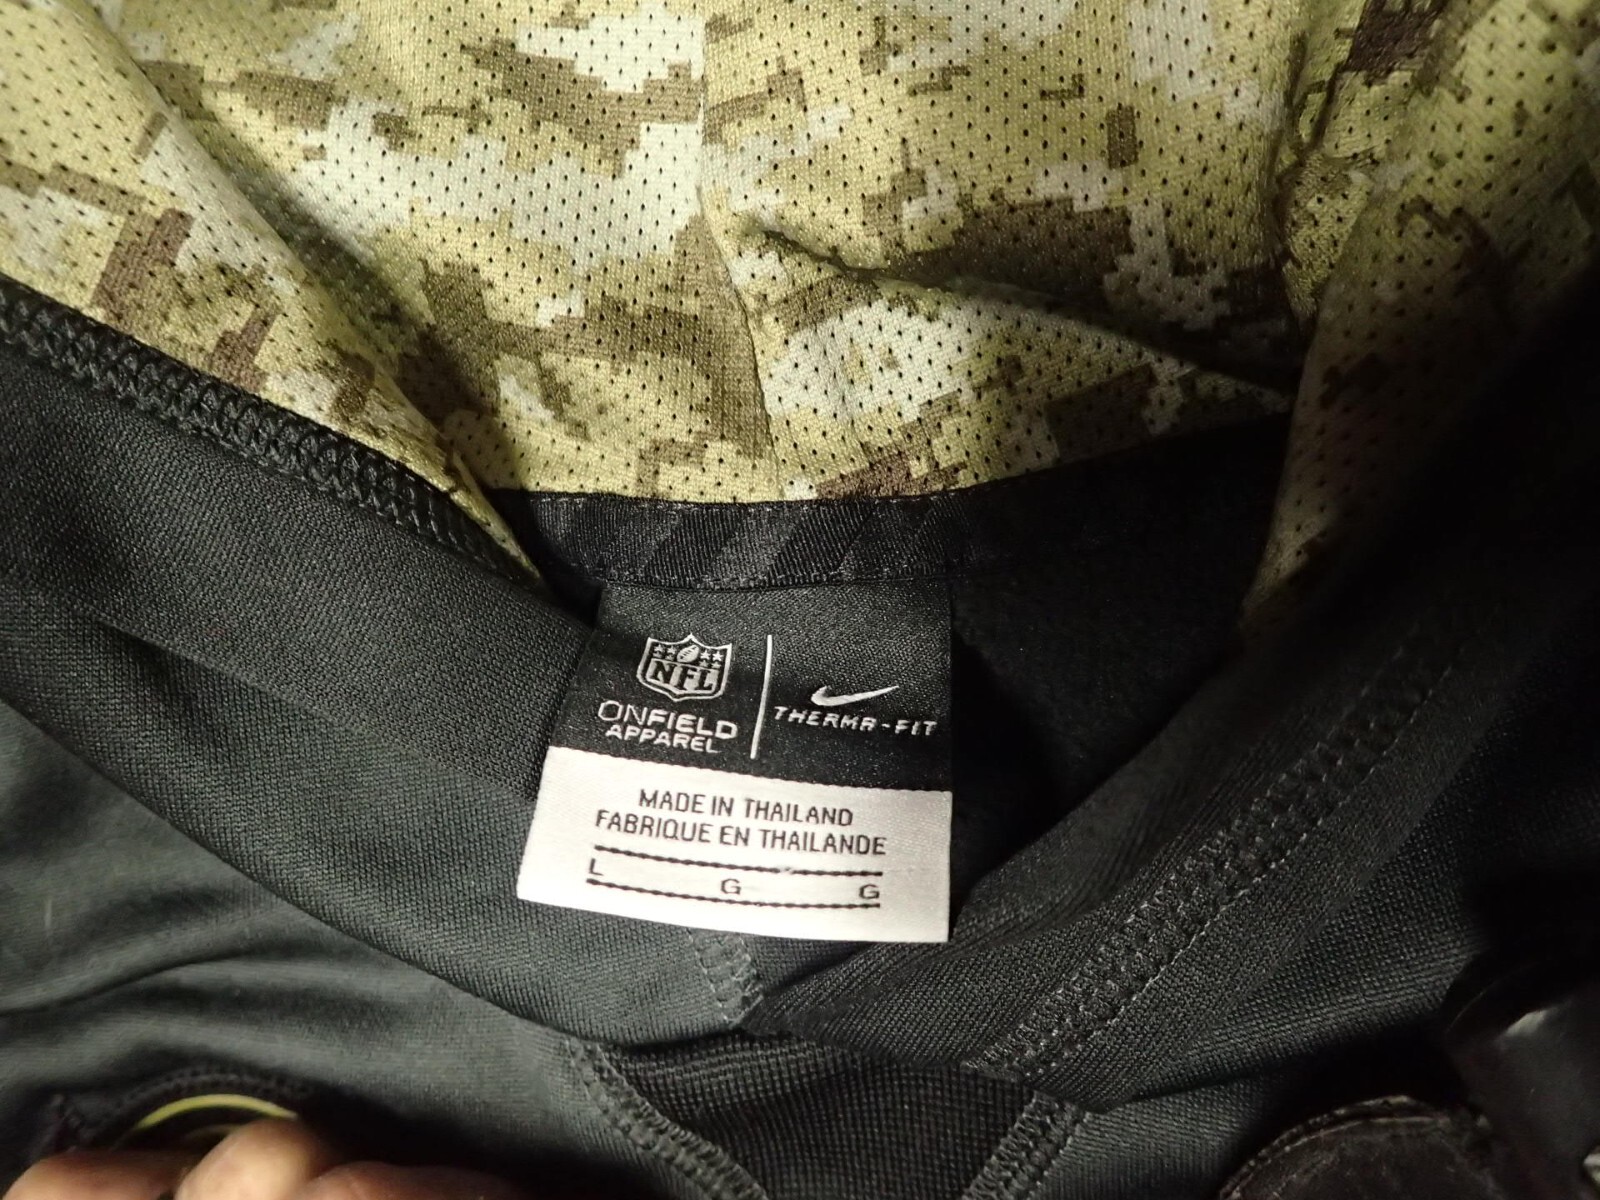 NFL
ONFIELD
APPAREL
THERMA-FIT
MADE IN THAILAND
FABRIQUE EN THAILANDE
L G G